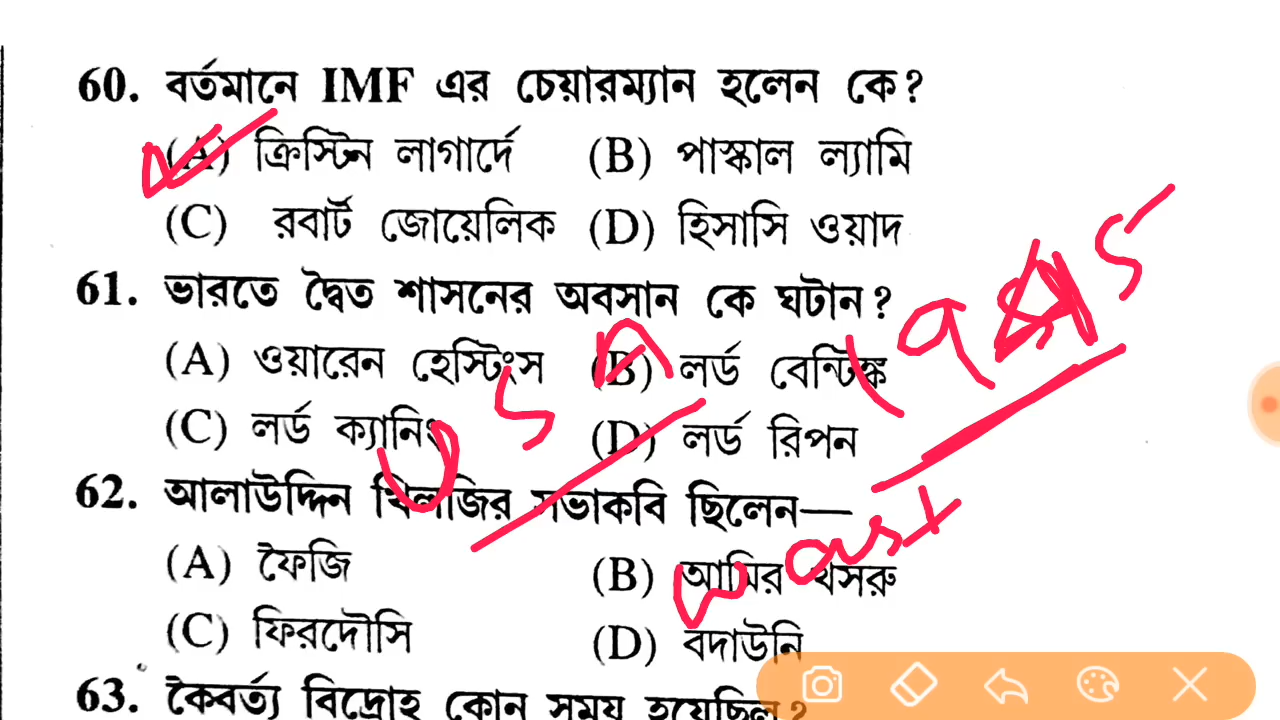 60. বর্তমানে IMF এর চেয়ারম্যান হলেন কে?
(A) ক্রিস্টিন লাগার্দে (B) পাস্কাল ল্যামি
(C) রবার্ট জোয়েলিক (D) হিসাসি ওয়াদ
61. ভারতে দ্বৈত শাসনের অবসান কে ঘটান?
(A) ওয়ারেন হেস্টিংস (B) লর্ড বেন্টিঙ্ক
(C) লর্ড ক্যানিং (D) লর্ড রিপন
USA
62. আলাউদ্দিন খিলজির সভাকবি ছিলেন—
(A) ফৈজি (B) আমির খসরু
(C) ফিরদৌসি (D) বদাউনি
63. কৈবর্ত্য বিদ্রোহ কোন সময় হয়েছিল?